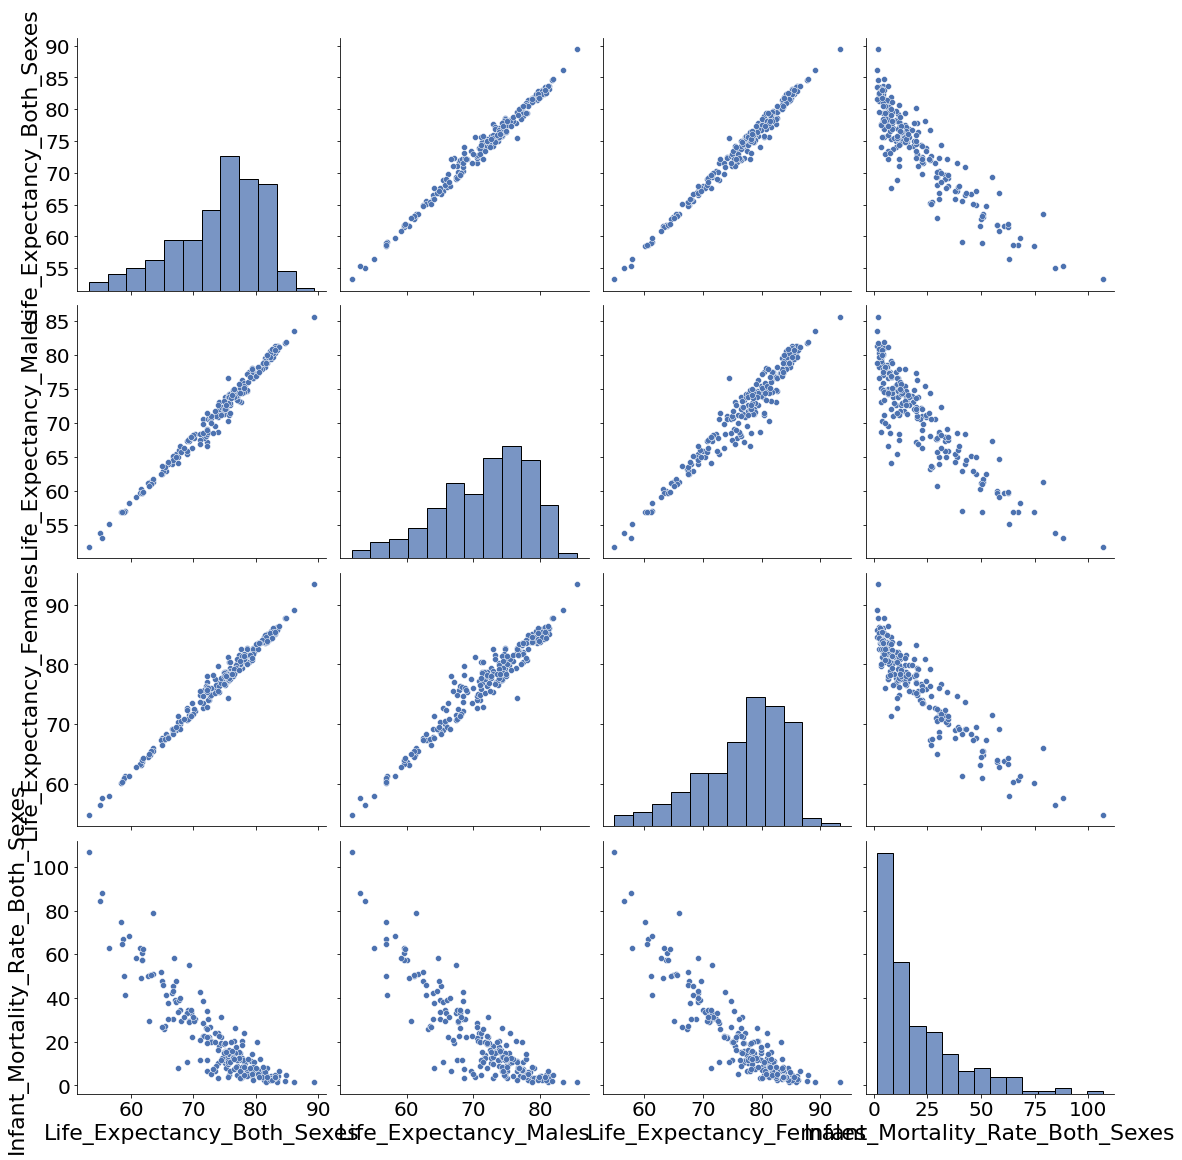 Life_Expectancy_Both_Sexes
90
85
80
75
70
65
60
55
Life_Expectancy_Males
85
80
75
70
65
60
55
Life_Expectancy_Females
90
80
70
60
Infant_Mortality_Rate_Both_Sexes
100
80
60
40
20
0
60 70 80 90
60 70 80
60 70 80 90
0 25 50 75 100
Life_Expectancy_Both_Sexes
Life_Expectancy_Males
Life_Expectancy_Females
Infant_Mortality_Rate_Both_Sexes